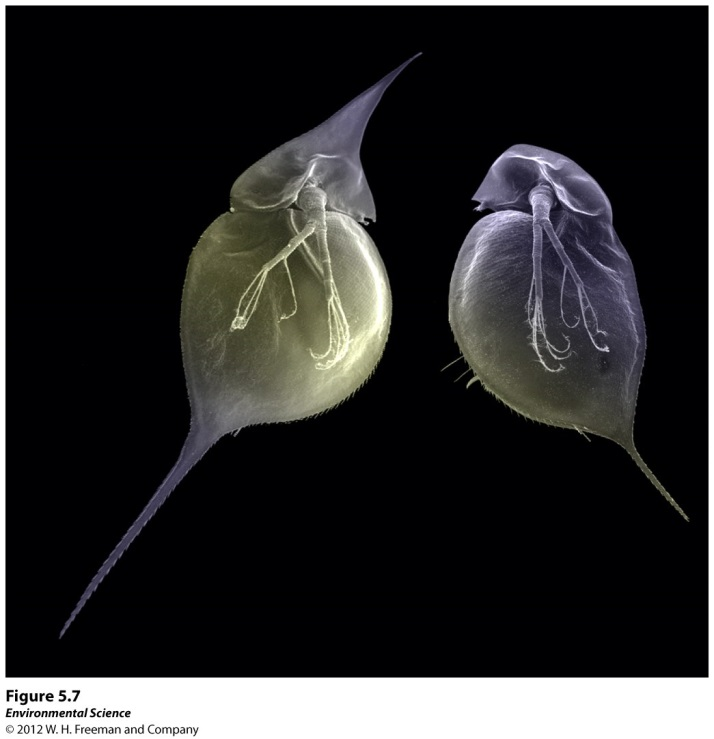 Figure 5.7
Environmental Science
© 2012 W. H. Freeman and Company